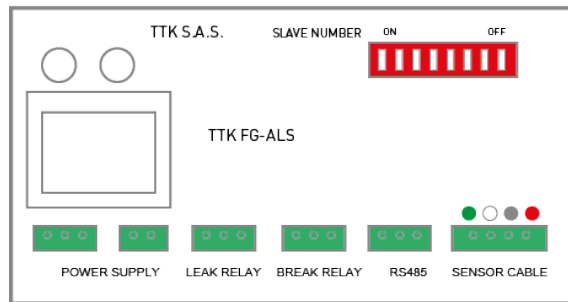 TTK S.A.S.
SLAVE NUMBER
ON
OFF
TTK FG-ALS
POWER SUPPLY
LEAK RELAY
BREAK RELAY
RS485
SENSOR CABLE